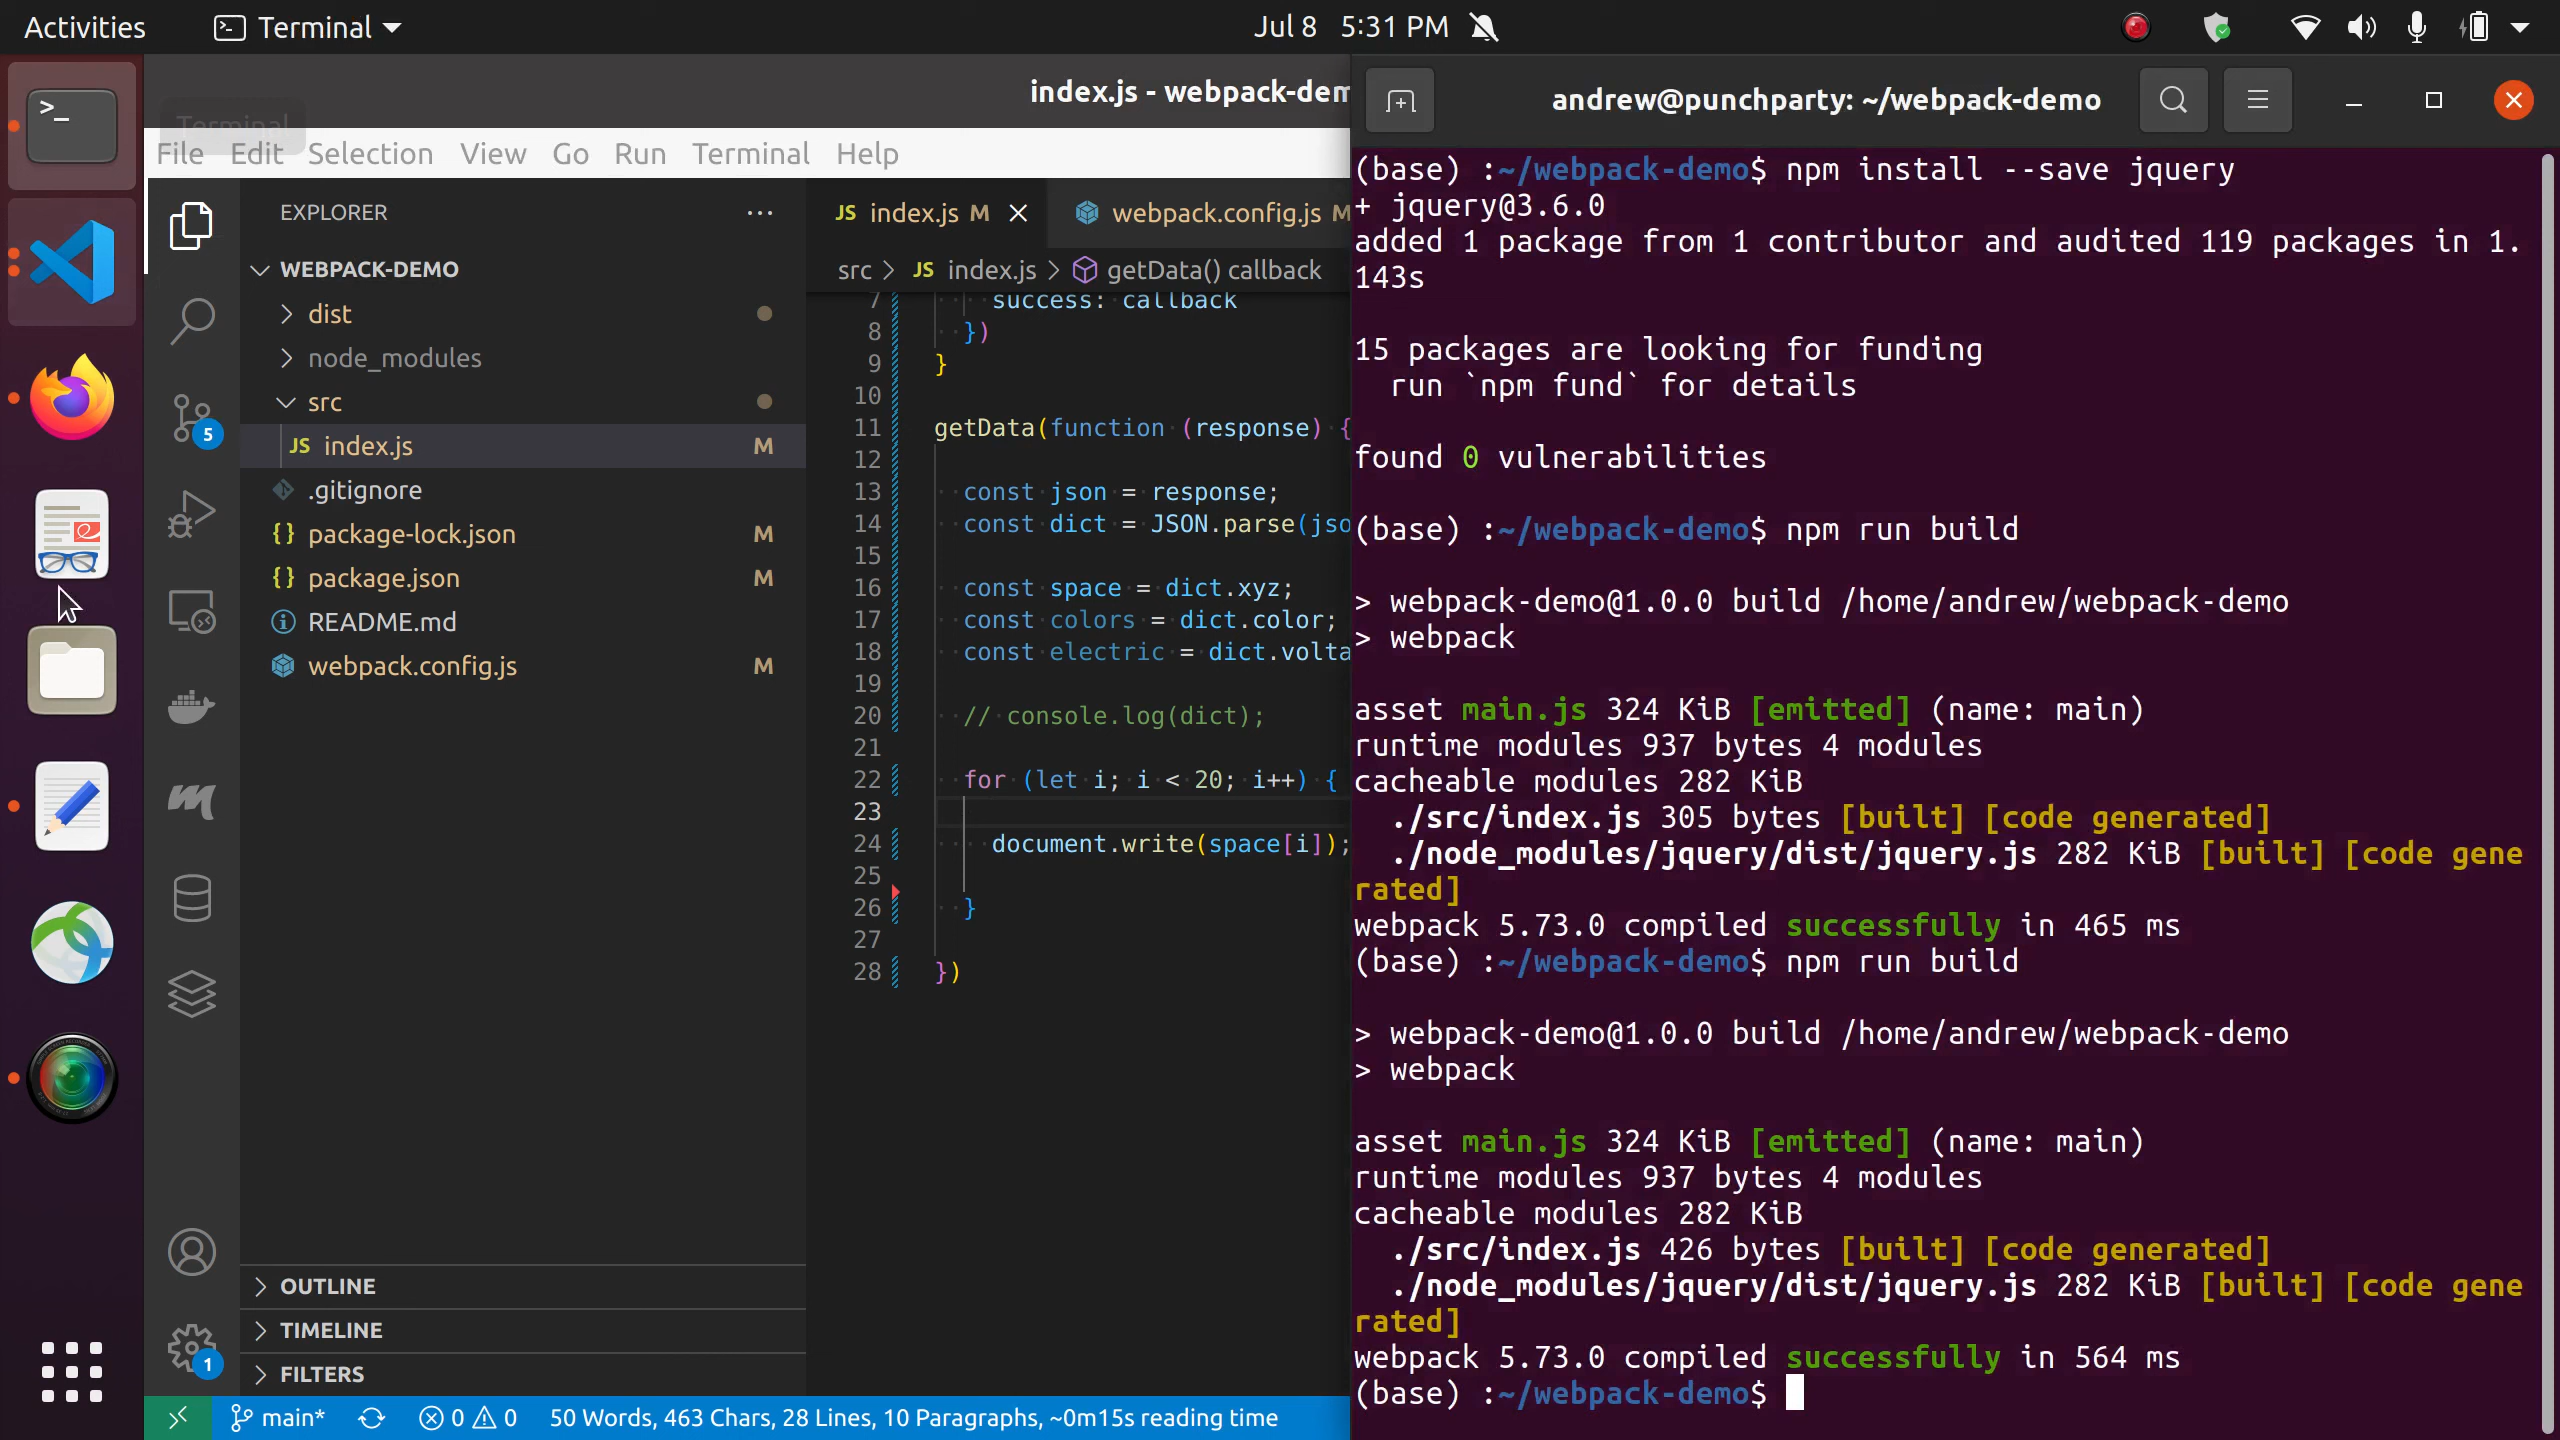 Activities
Terminal
Jul 8 5:31 PM
Terminal
index.js - webpack-dem
File Edit Selection View Go Run Terminal Help
EXPLORER
WEBPACK-DEMO
dist
node_modules
src
JS index.js M
.gitignore
{} package-lock.json M
{} package.json M
README.md
webpack.config.js M
OUTLINE
TIMELINE
FILTERS
5
1
JS index.js M
webpack.config.js M
src > JS index.js > getData() callback
7 success: callback
8 })
9 }
10
11 getData(function (response) {
12
13 const json = response;
14 const dict = JSON.parse(jso
15
16 const space = dict.xyz;
17 const colors = dict.color;
18 const electric = dict.volta
19
20 // console.log(dict);
21
22 for (let i; i < 20; i++) {
23
24 document.write(space[i]);
25
26 }
27
28 })
main* 0 0 50 Words, 463 Chars, 28 Lines, 10 Paragraphs, ~0m15s reading time
andrew@punchparty: ~/webpack-demo
(base) :~/webpack-demo$ npm install --save jquery
+ jquery@3.6.0
added 1 package from 1 contributor and audited 119 packages in 1.
143s
15 packages are looking for funding
run `npm fund` for details
found 0 vulnerabilities
(base) :~/webpack-demo$ npm run build
> webpack-demo@1.0.0 build /home/andrew/webpack-demo
> webpack
asset main.js 324 KiB [emitted] (name: main)
runtime modules 937 bytes 4 modules
cacheable modules 282 KiB
./src/index.js 305 bytes [built] [code generated]
./node_modules/jquery/dist/jquery.js 282 KiB [built] [code gene
rated]
webpack 5.73.0 compiled successfully in 465 ms
(base) :~/webpack-demo$ npm run build
> webpack-demo@1.0.0 build /home/andrew/webpack-demo
> webpack
asset main.js 324 KiB [emitted] (name: main)
runtime modules 937 bytes 4 modules
cacheable modules 282 KiB
./src/index.js 426 bytes [built] [code generated]
./node_modules/jquery/dist/jquery.js 282 KiB [built] [code gene
rated]
webpack 5.73.0 compiled successfully in 564 ms
(base) :~/webpack-demo$